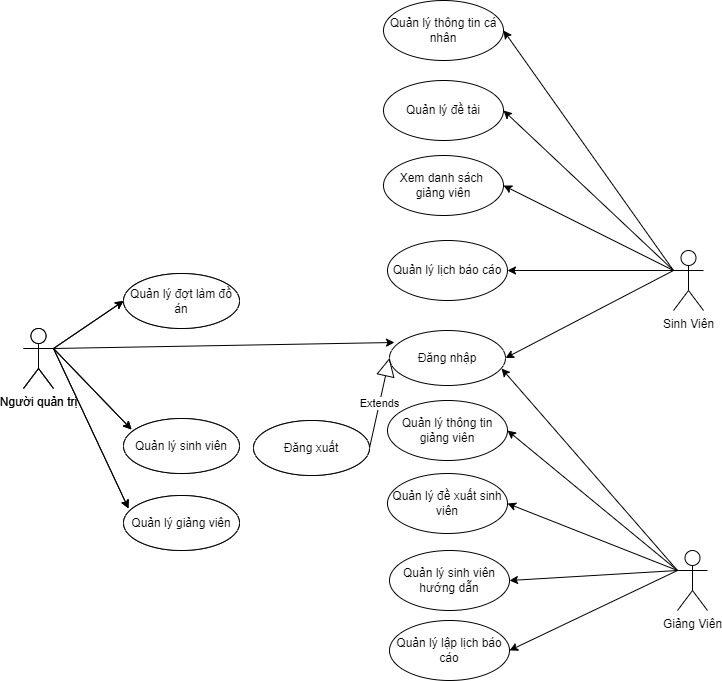 Quản lý thông tin cá
nhân
Quản lý đề tài
Xem danh sách
giảng viên
Quản lý lịch báo cáo
Sinh Viên
Quản lý đợt làm đồ
án
Người quản trị
Đăng nhập
Extends
Quản lý sinh viên
Đăng xuất
Quản lý thông tin
giảng viên
Quản lý giảng viên
Quản lý đề xuất sinh
viên
Quản lý sinh viên
hướng dẫn
Giảng Viên
Quản lý lập lịch báo
cáo